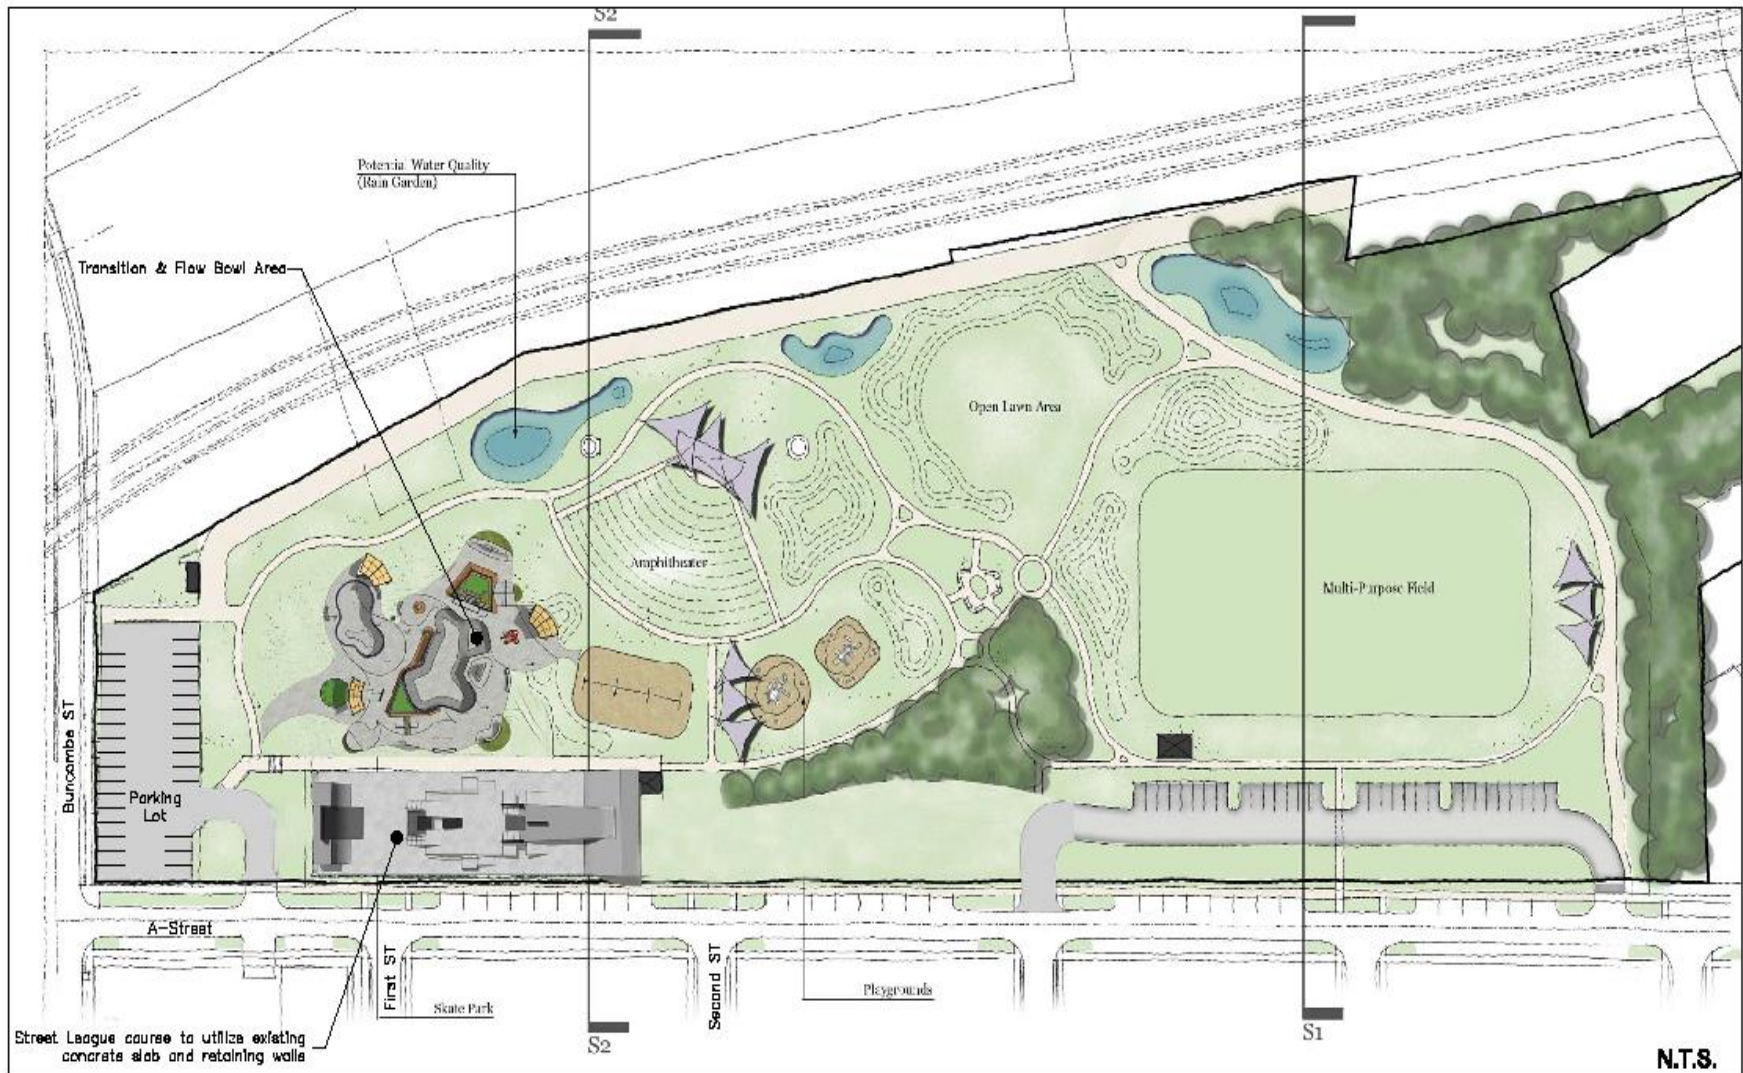 S2
Potential Water Quality
(Rain Garden)
Transition & Flow Bowl Area
Open Lawn Area
Amphitheater
Multi-Purpose Field
Buncombe ST
Parking
Lot
A-Street
First ST
Second ST
Skate Park
Playgrounds
Street League course to utilize existing
concrete slab and retaining walls
S2
S1
N.T.S.